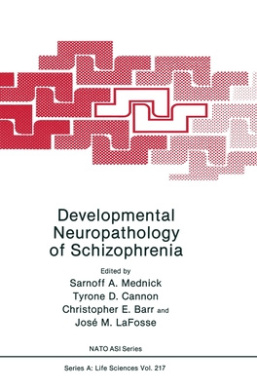 Developmental
Neuropathology
of Schizophrenia
Edited by
Sarnoff A. Mednick
Tyrone D. Cannon
Christopher E. Barr and
José M. LaFosse
NATO ASI Series
Series A: Life Sciences Vol. 217